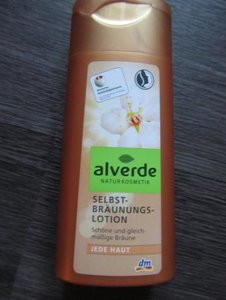 alverde
NATURKOSMETIK
SELBST-
BRÄUNUNGS-
LOTION
Schöne und gleich-
mäßige Bräune
JEDE HAUT
dm